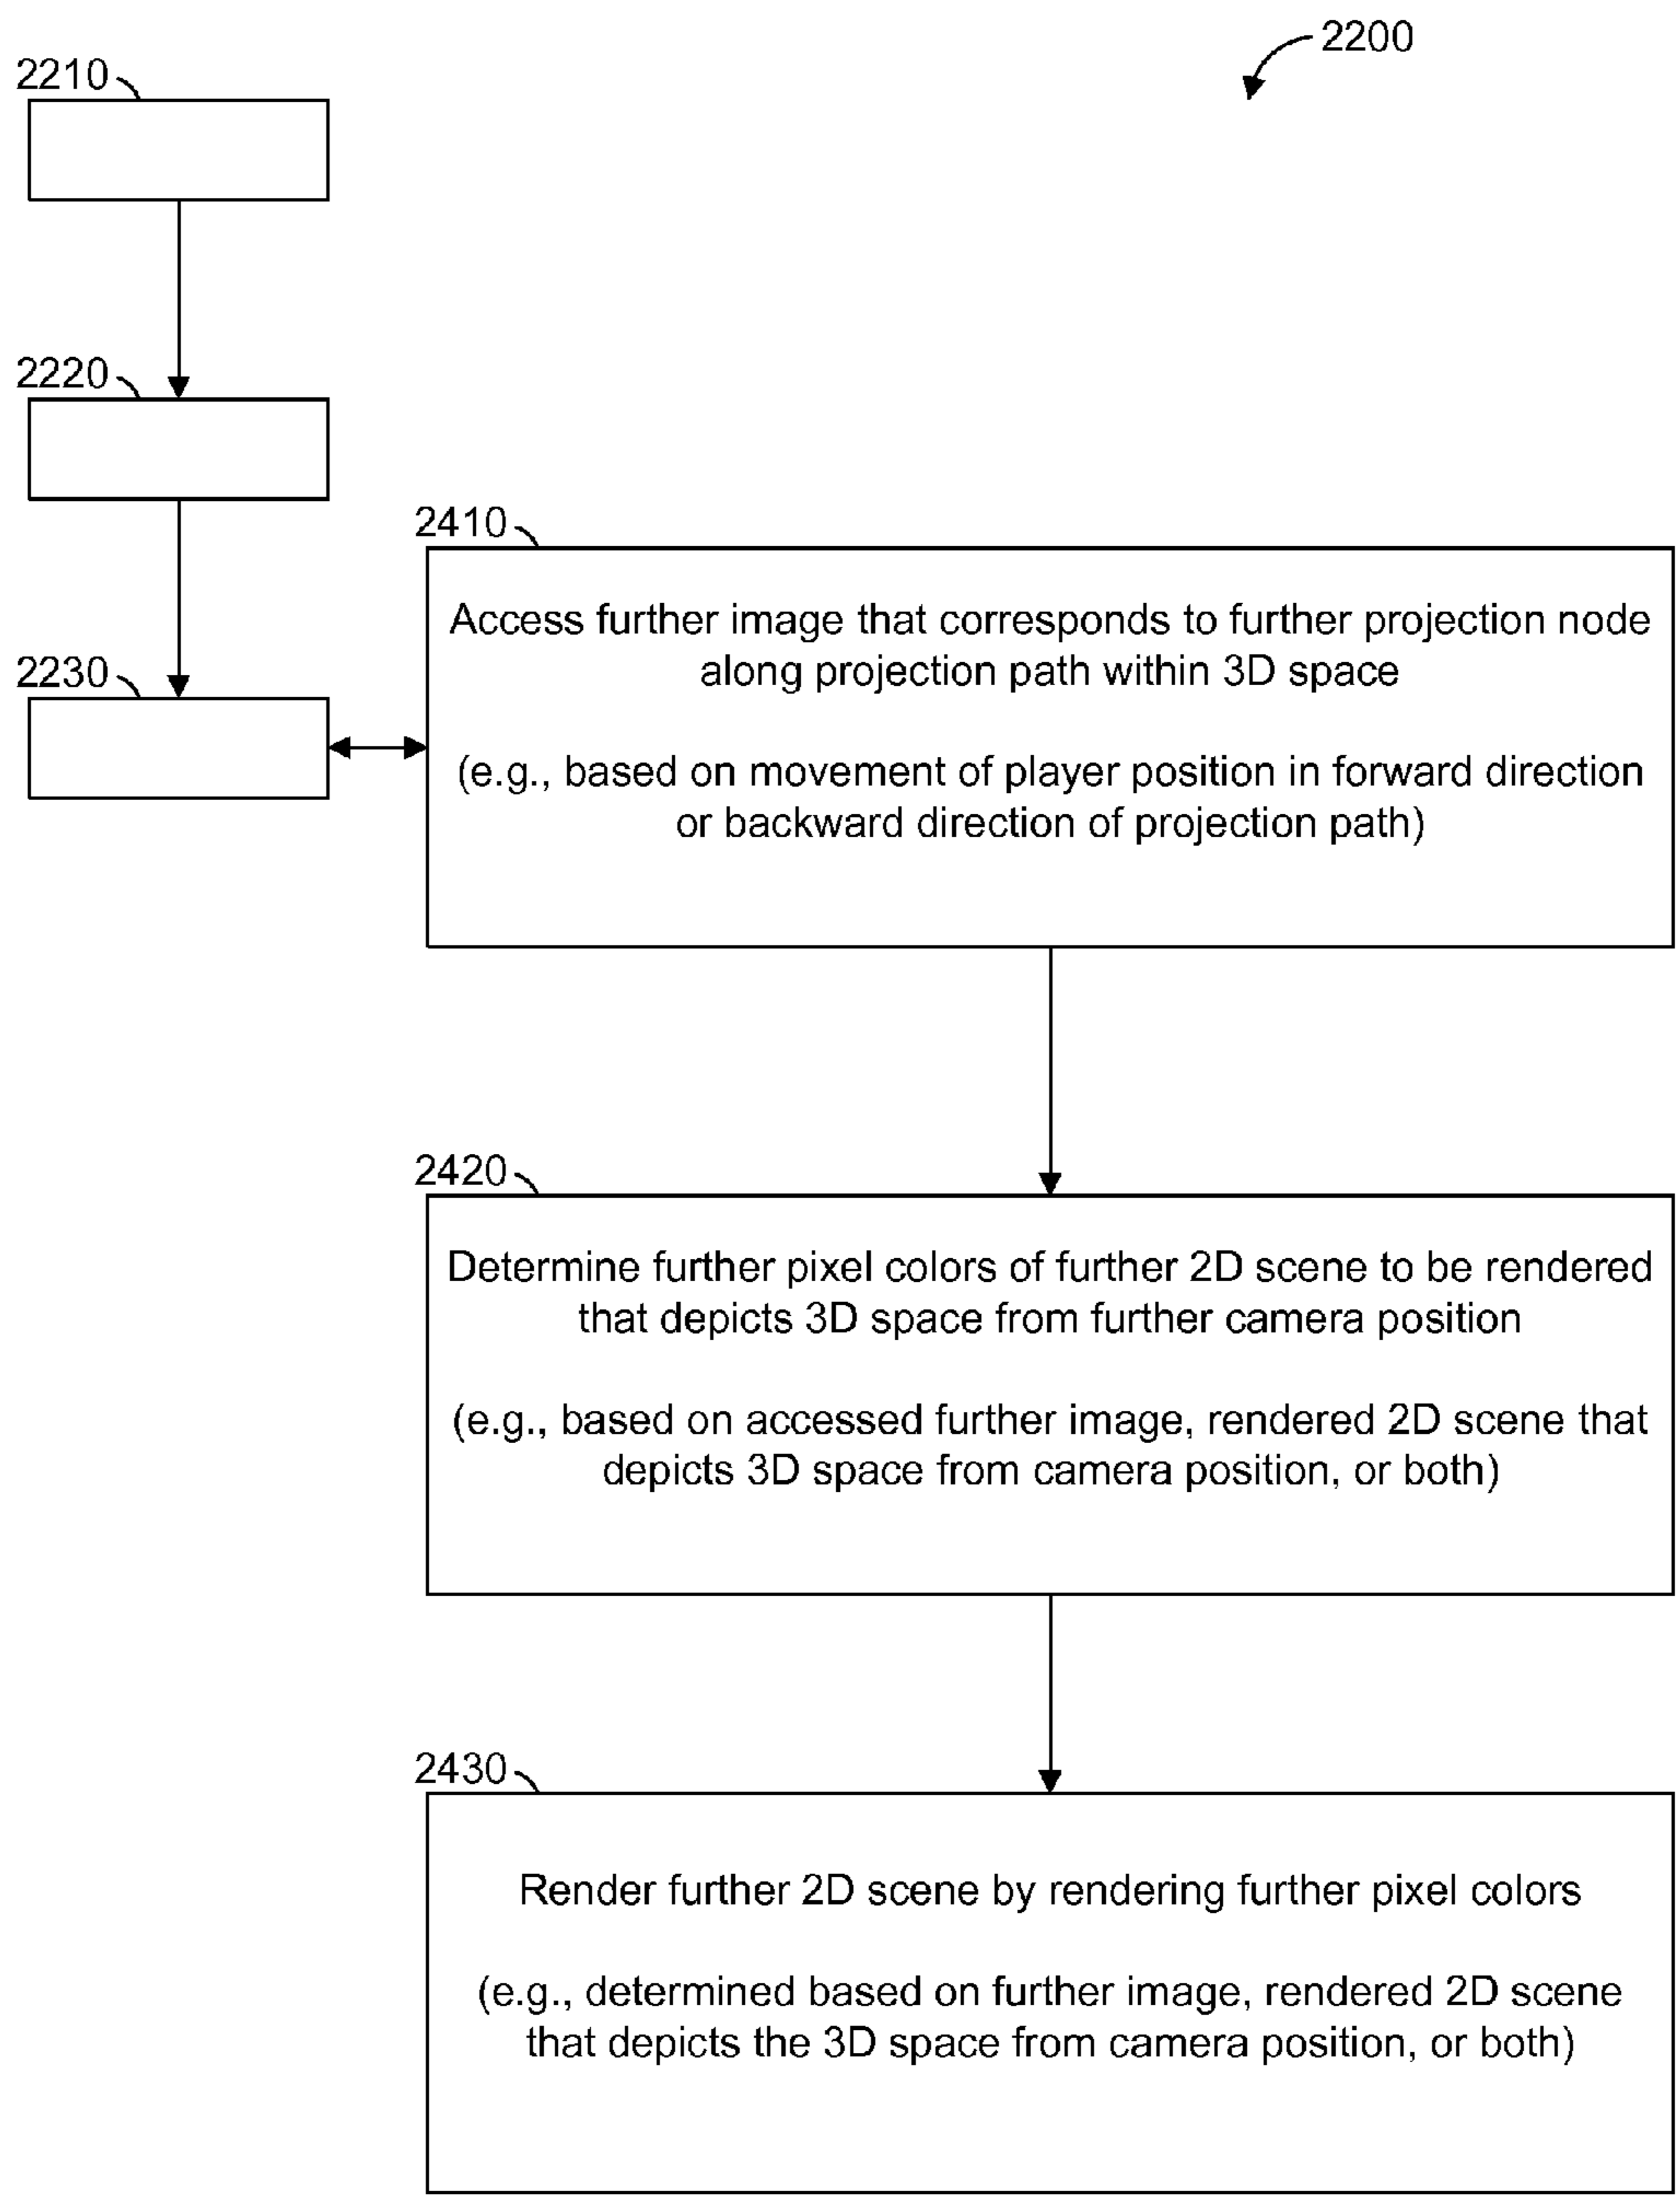 2200
2210
2220
2230
2410
Access further image that corresponds to further projection node
along projection path within 3D space
(e.g., based on movement of player position in forward direction
or backward direction of projection path)
2420
Determine further pixel colors of further 2D scene to be rendered
that depicts 3D space from further camera position
(e.g., based on accessed further image, rendered 2D scene that
depicts 3D space from camera position, or both)
2430
Render further 2D scene by rendering further pixel colors
(e.g., determined based on further image, rendered 2D scene
that depicts the 3D space from camera position, or both)